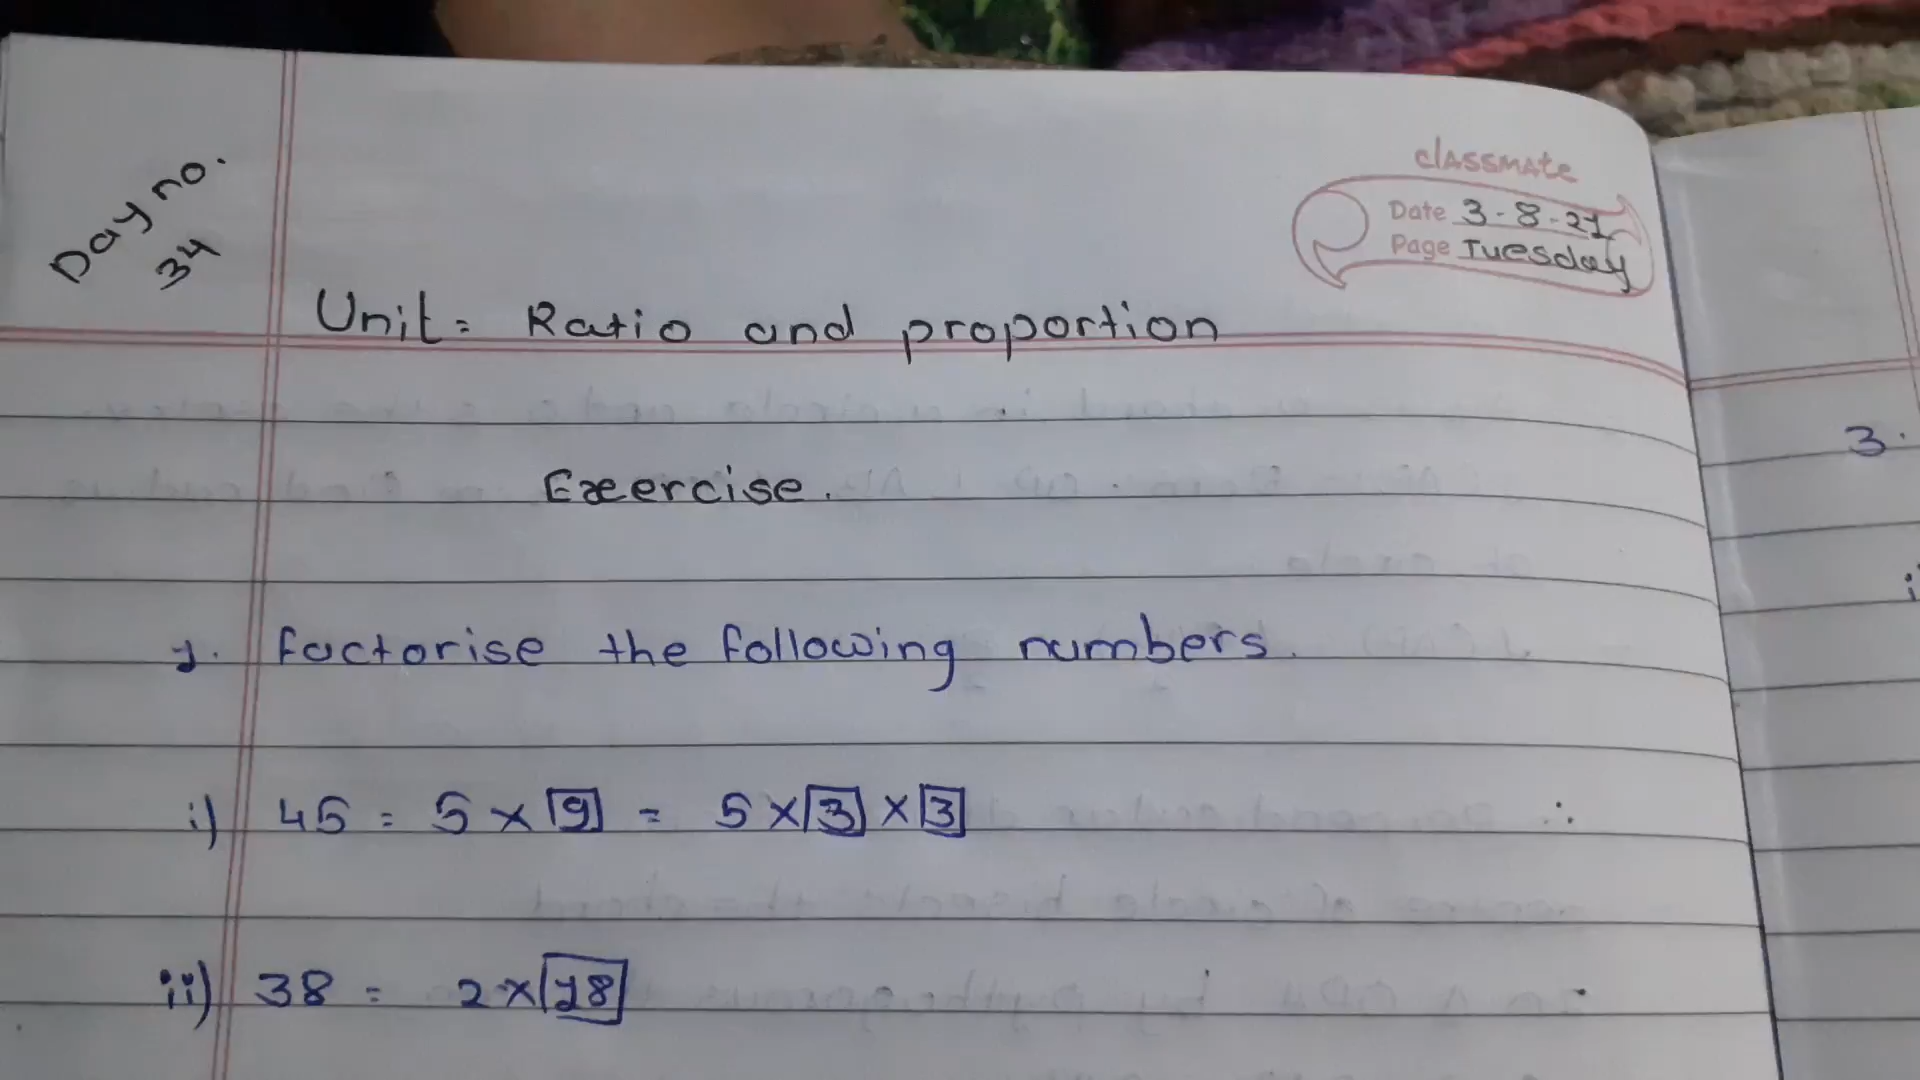 Day no.
34
classmate
Date 3-8-21
Page Tuesday
Unit: Ratio and proportion
Exercise.
1. factorise the following numbers.
i) 45 = 5 × 9 = 5 × 3 × 3 ∴
ii) 38 = 2 × 18
3.
i